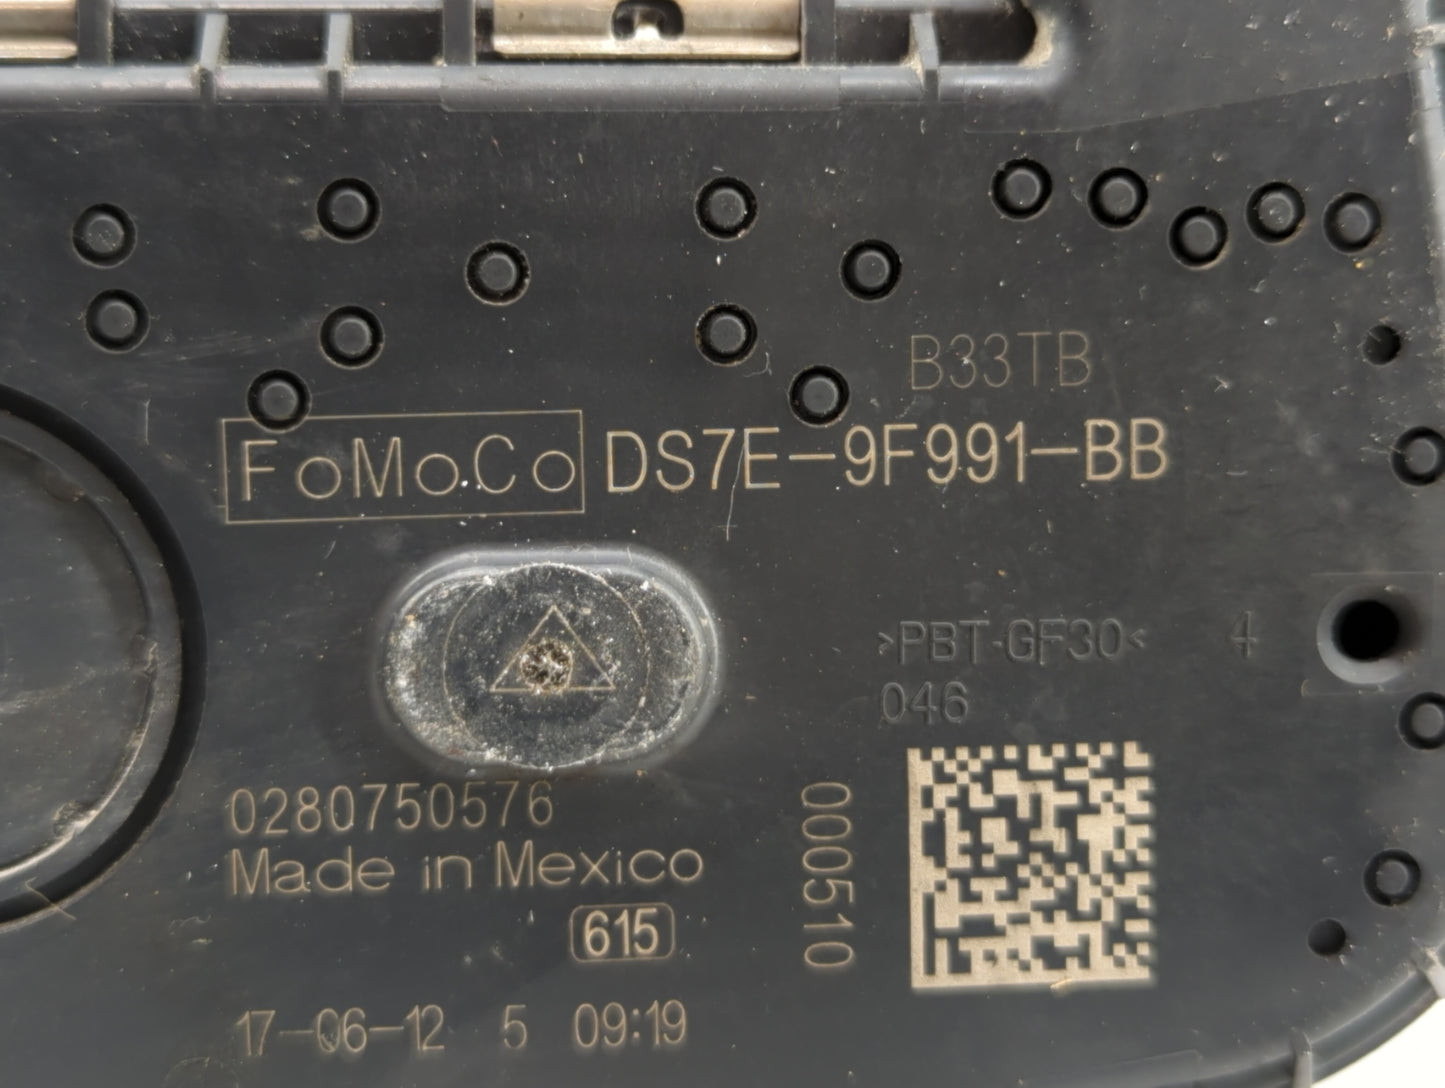 B33TB
FoMoCo DS7E-9F991-BB
>PBT-GF30< 4
046
0280750576
Made in Mexico
615
000510
17-06-12 5 09:19